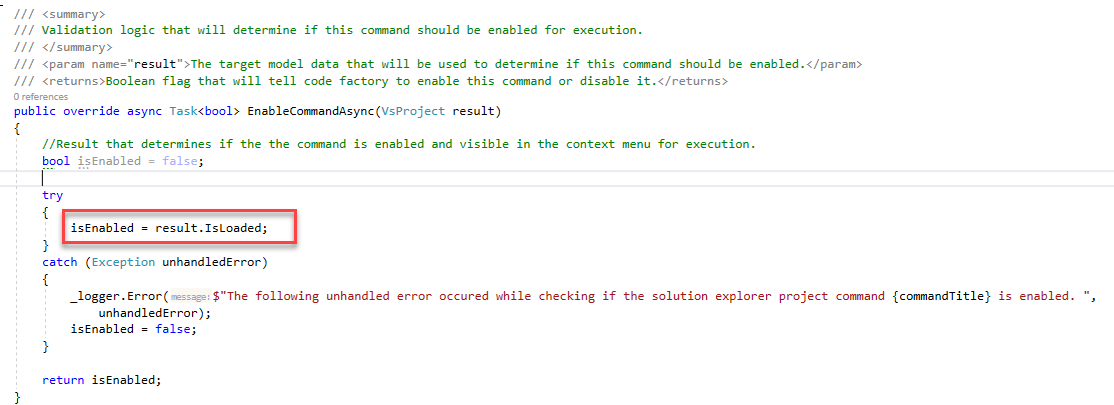 /// <summary>
/// Validation logic that will determine if this command should be enabled for execution.
/// </summary>
/// <param name="result">The target model data that will be used to determine if this command should be enabled.</param>
/// <returns>Boolean flag that will tell code factory to enable this command or disable it.</returns>
0 references
public override async Task<bool> EnableCommandAsync(VsProject result)
{
//Result that determines if the the command is enabled and visible in the context menu for execution.
bool isEnabled = false;
try
{
isEnabled = result.IsLoaded;
}
catch (Exception unhandledError)
{
_logger.Error(message:$"The following unhandled error occured while checking if the solution explorer project command {commandTitle} is enabled. ",
unhandledError);
isEnabled = false;
}
return isEnabled;
}